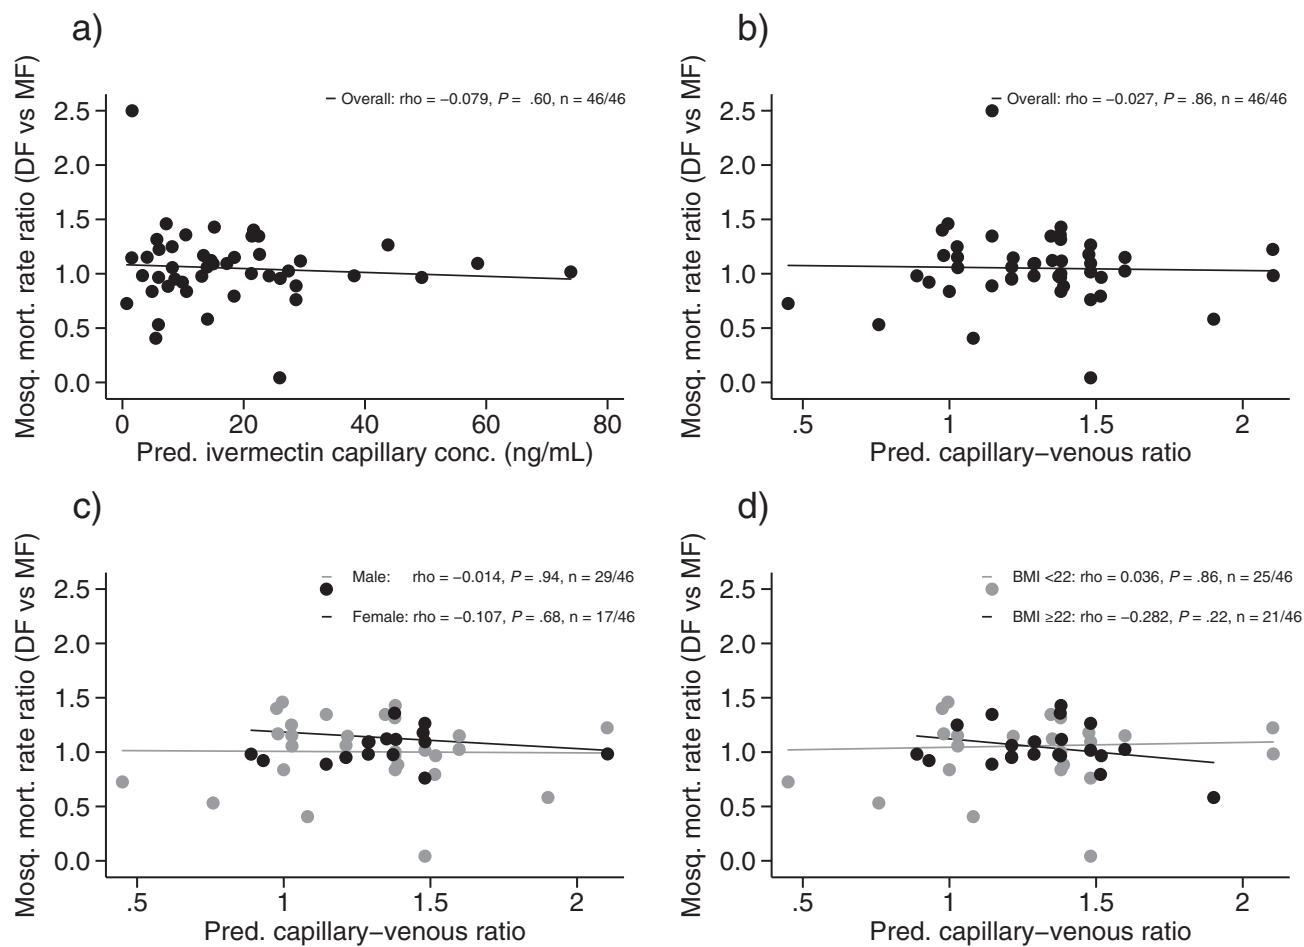 a)
Mosq. mort. rate ratio (DF vs MF)
Overall: rho = −0.079, P = .60, n = 46/46
2.5
2.0
1.5
1.0
0.5
0.0
0 20 40 60 80
Pred. ivermectin capillary conc. (ng/mL)
b)
Mosq. mort. rate ratio (DF vs MF)
Overall: rho = −0.027, P = .86, n = 46/46
2.5
2.0
1.5
1.0
0.5
0.0
.5 1 1.5 2
Pred. capillary−venous ratio
c)
Mosq. mort. rate ratio (DF vs MF)
Male: rho = −0.014, P = .94, n = 29/46
Female: rho = −0.107, P = .68, n = 17/46
2.5
2.0
1.5
1.0
0.5
0.0
.5 1 1.5 2
Pred. capillary−venous ratio
d)
Mosq. mort. rate ratio (DF vs MF)
BMI <22: rho = 0.036, P = .86, n = 25/46
BMI ≥22: rho = −0.282, P = .22, n = 21/46
2.5
2.0
1.5
1.0
0.5
0.0
.5 1 1.5 2
Pred. capillary−venous ratio